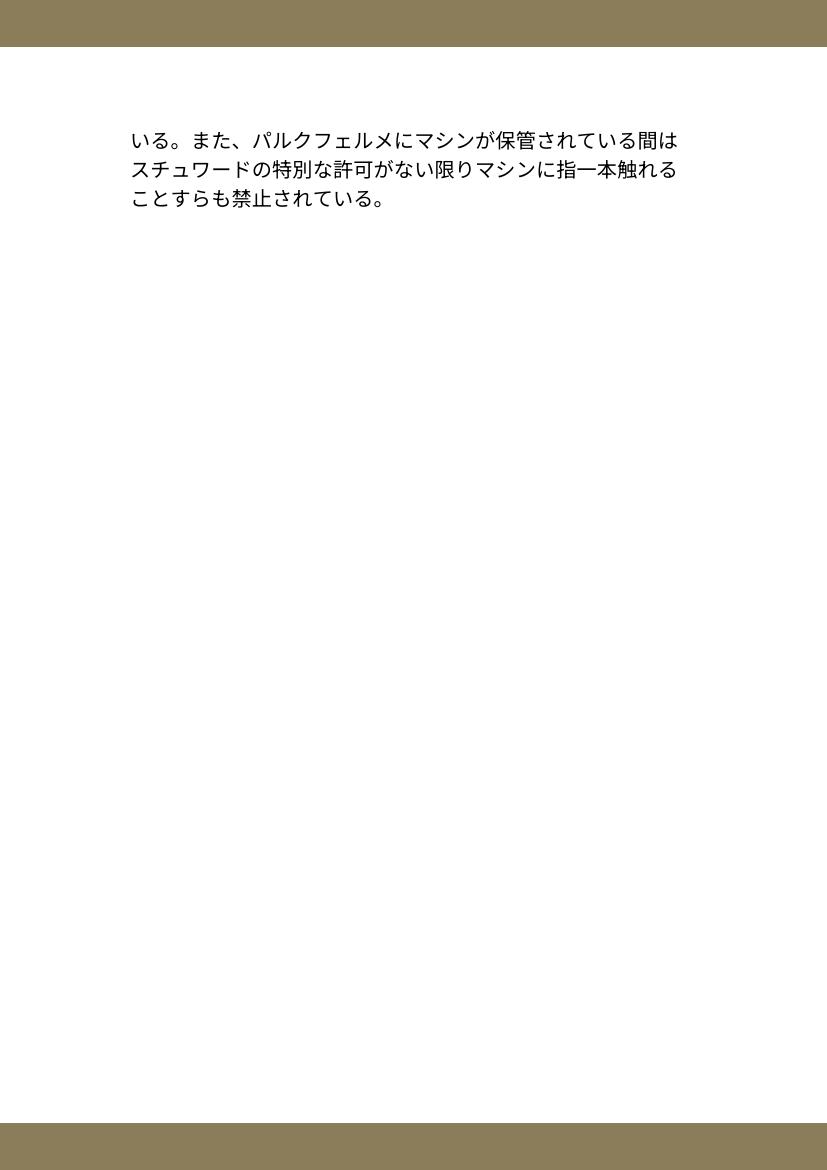 いる。また、パルクフェルメにマシンが保管されている間は
スチュワードの特別な許可がない限りマシンに指一本触れる
ことすらも禁止されている。